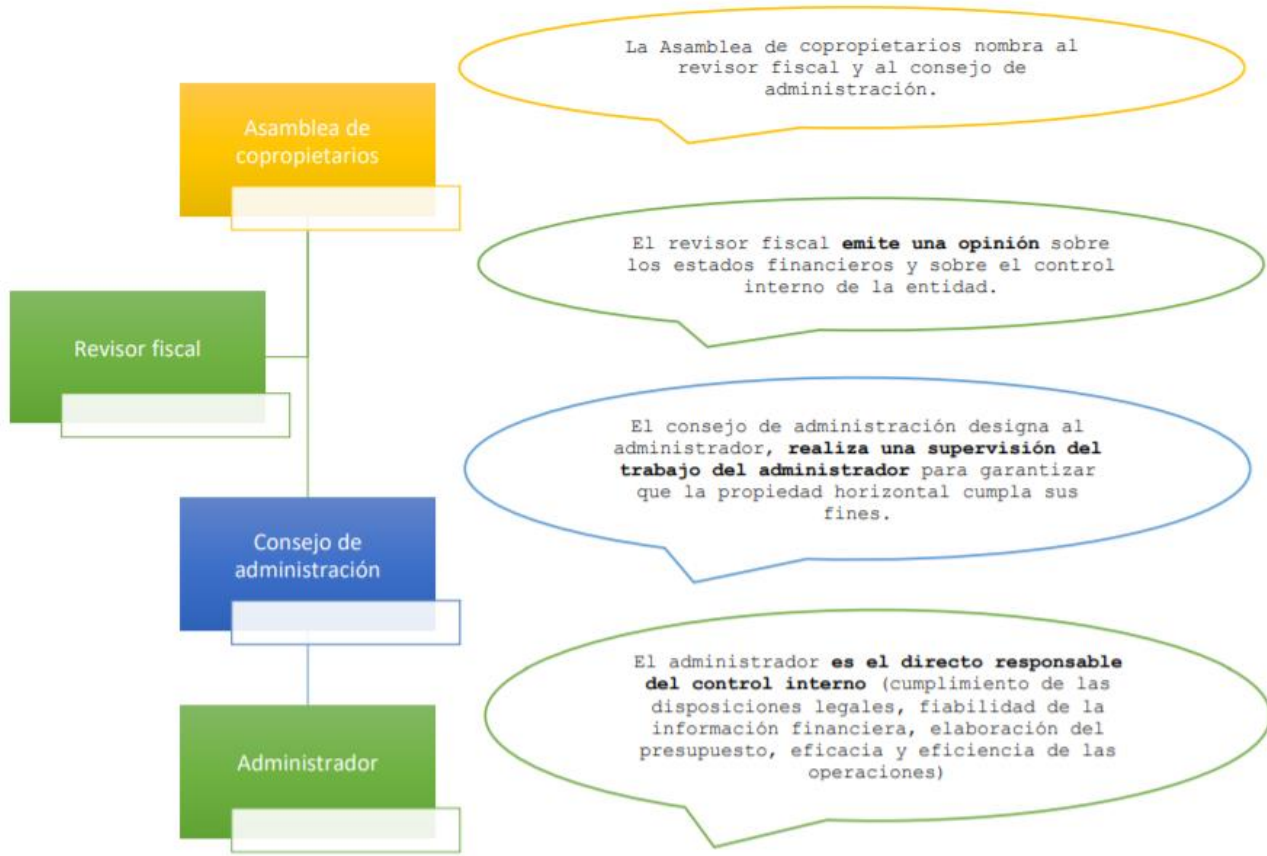 La Asamblea de copropietarios nombra al
revisor fiscal y al consejo de
administración.
Asamblea de
copropietarios
El revisor fiscal emite una opinión sobre
los estados financieros y sobre el control
interno de la entidad.
Revisor fiscal
El consejo de administración designa al
administrador, realiza una supervisión del
trabajo del administrador para garantizar
que la propiedad horizontal cumpla sus
fines.
Consejo de
administración
El administrador es el directo responsable
del control interno (cumplimiento de las
disposiciones legales, fiabilidad de la
información financiera, elaboración del
presupuesto, eficacia y eficiencia de las
operaciones)
Administrador